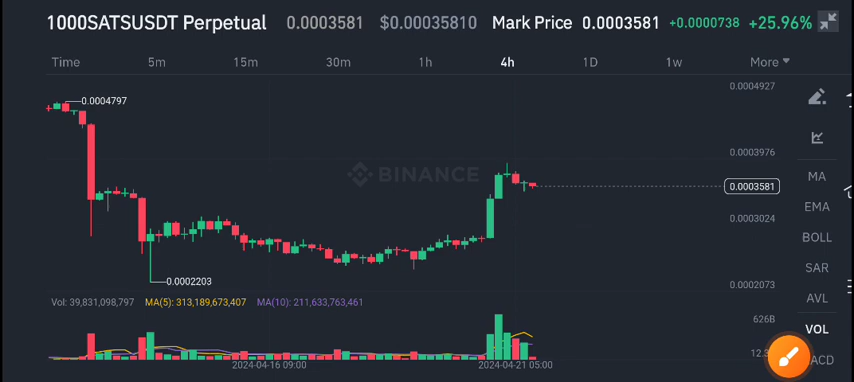 1000SATSUSDT Perpetual 0.0003581 $0.00035810 Mark Price 0.0003581 +0.0000738 +25.96%
Time 5m 15m 30m 1h 4h 1D 1w More
0.0004927
0.0004797
0.0003976
BINANCE
0.0003581
0.0003024
0.0002203
0.0002073
MA
EMA
BOLL
SAR
AVL
VOL
Vol: 39,831,098,797 MA(5): 313,189,673,407 MA(10): 211,633,763,461
626B
2024-04-16 09:00 2024-04-21 05:00